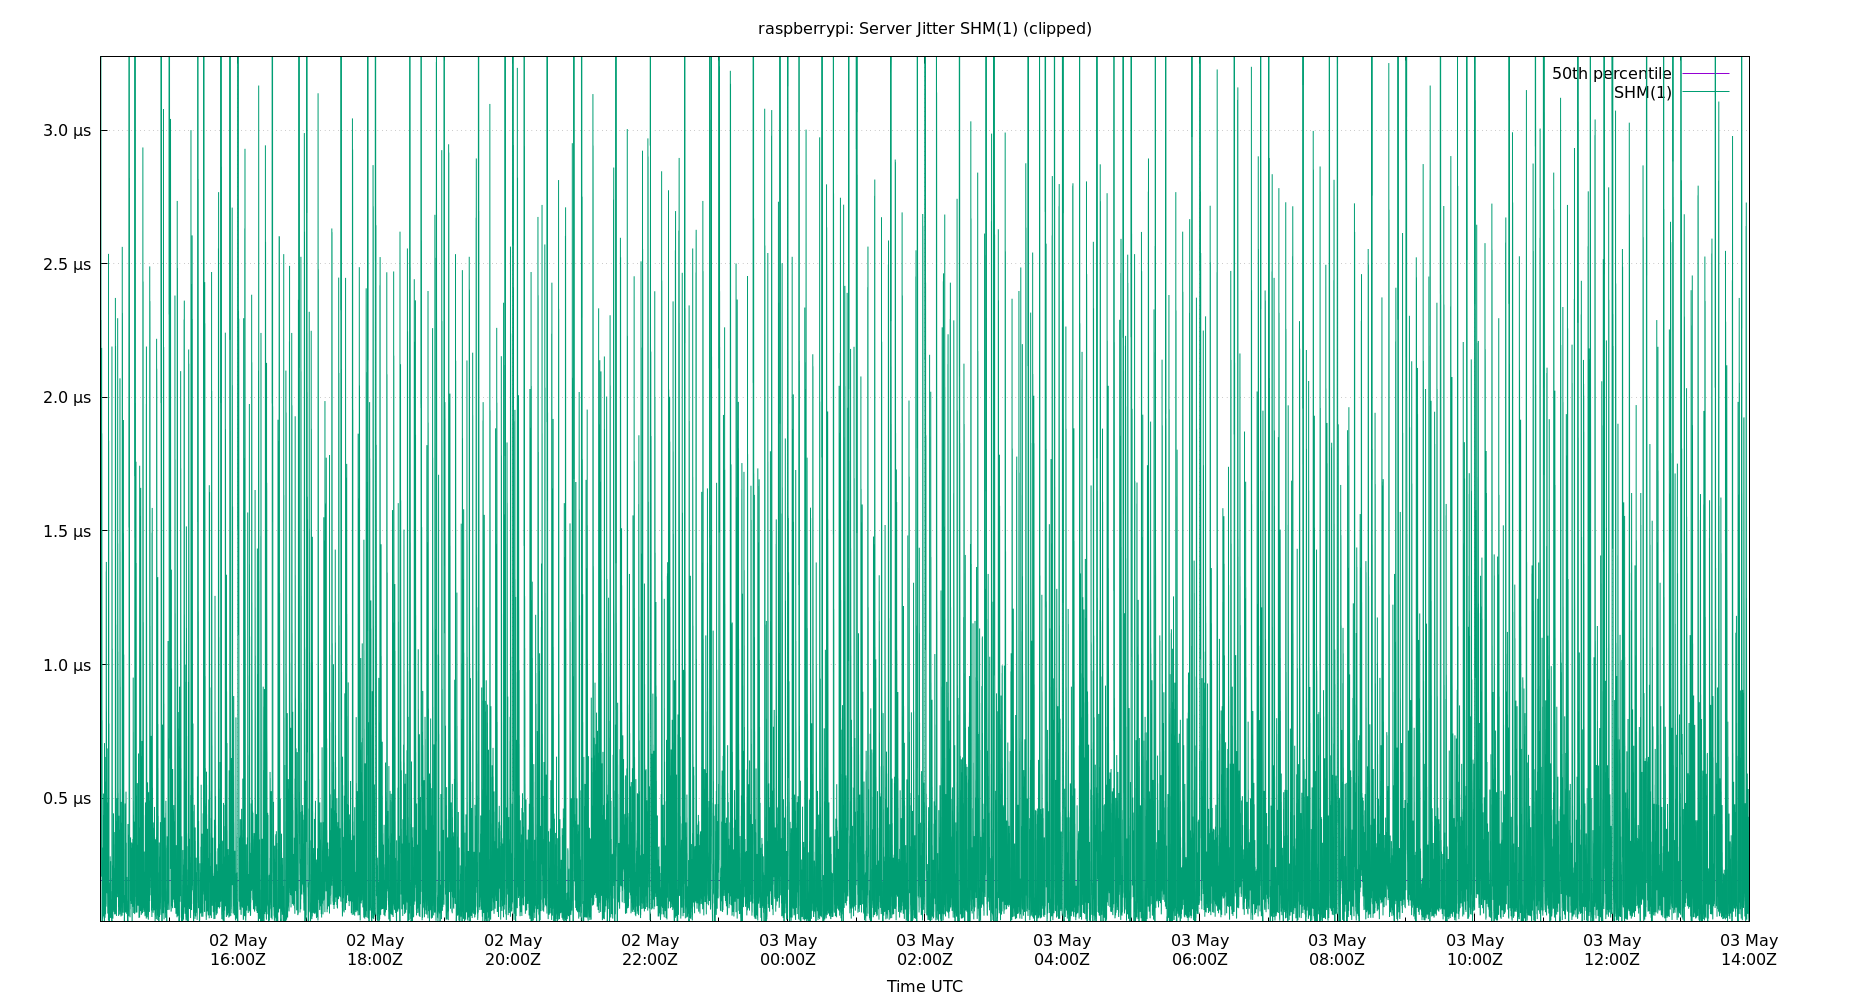 raspberrypi: Server Jitter SHM(1) (clipped)
50th percentile
SHM(1)
3.0 µs
2.5 µs
2.0 µs
1.5 µs
1.0 µs
0.5 µs
02 May 02 May 02 May 02 May 03 May 03 May 03 May 03 May 03 May 03 May 03 May 03 May
16:00Z 18:00Z 20:00Z 22:00Z 00:00Z 02:00Z 04:00Z 06:00Z 08:00Z 10:00Z 12:00Z 14:00Z
Time UTC